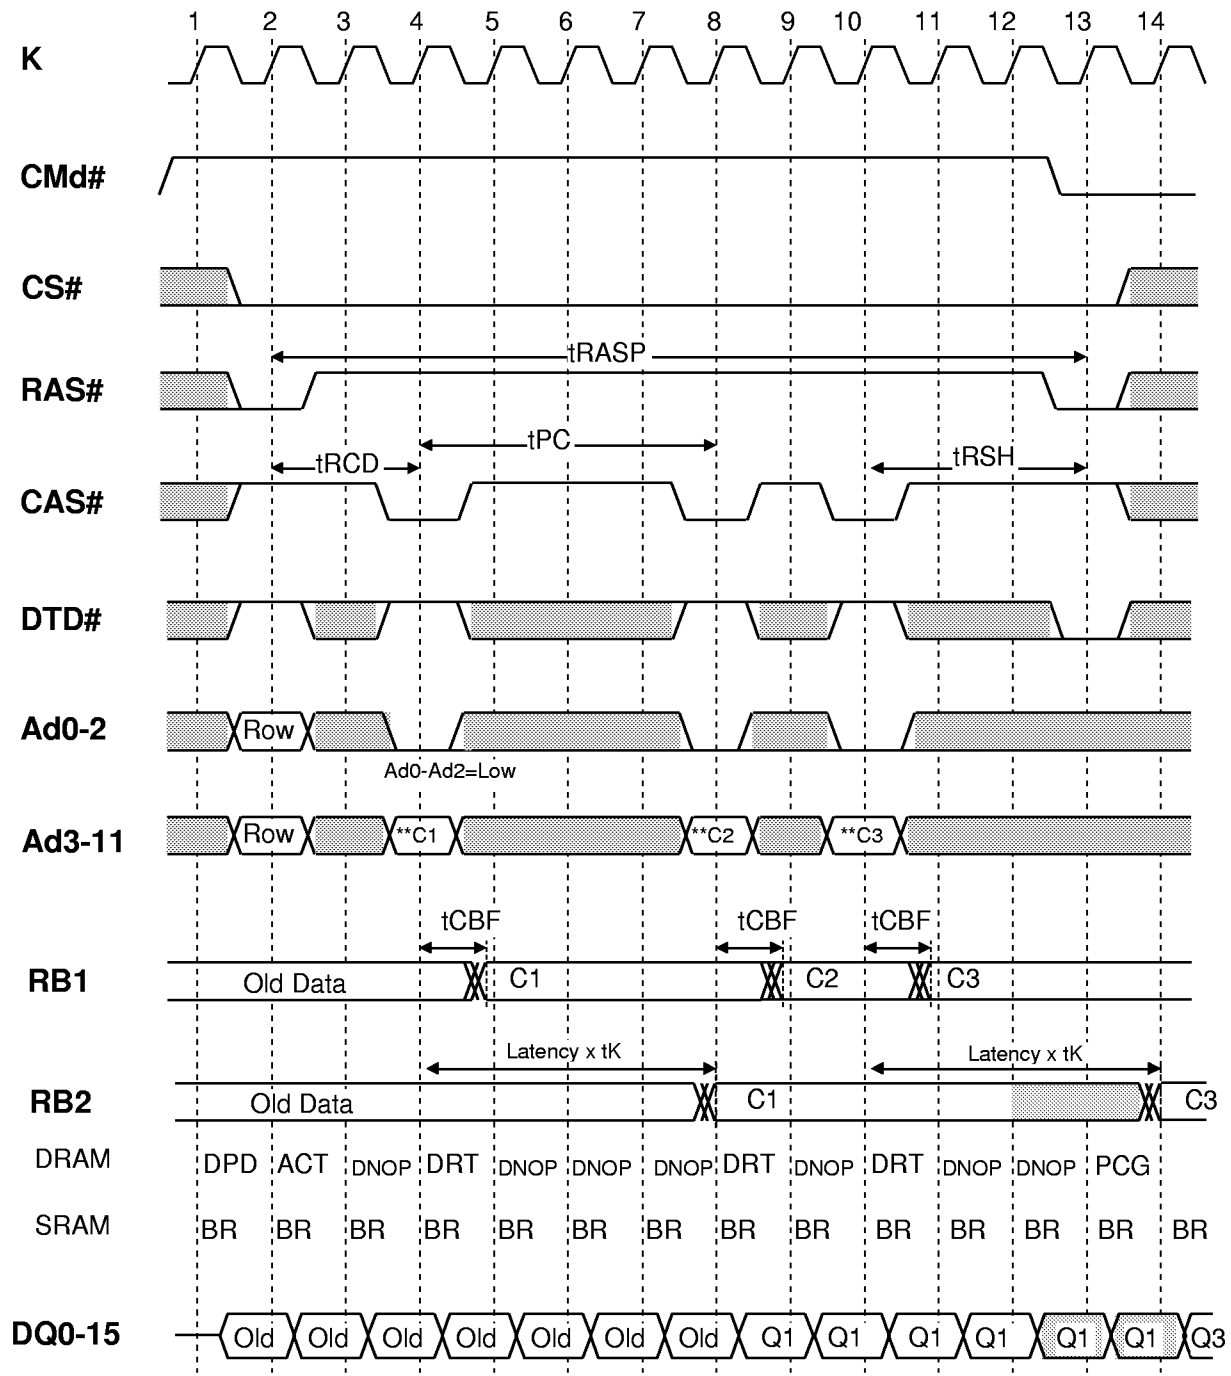 1 2 3 4 5 6 7 8 9 10 11 12 13 14
K
CMd#
CS#
tRASP
RAS#
tPC
tRCD tRSH
CAS#
DTD#
Ad0-2 Row
Ad0-Ad2=Low
Ad3-11 Row **C1 **C2 **C3
tCBF tCBF tCBF
RB1 Old Data C1 C2 C3
Latency x tK Latency x tK
RB2 Old Data C1 C3
DRAM DPD ACT DNOP DRT DNOP DNOP DNOP DRT DNOP DRT DNOP DNOP PCG
SRAM BR BR BR BR BR BR BR BR BR BR BR BR BR BR
DQ0-15 Old Old Old Old Old Old Old Q1 Q1 Q1 Q1 Q1 Q1 Q3